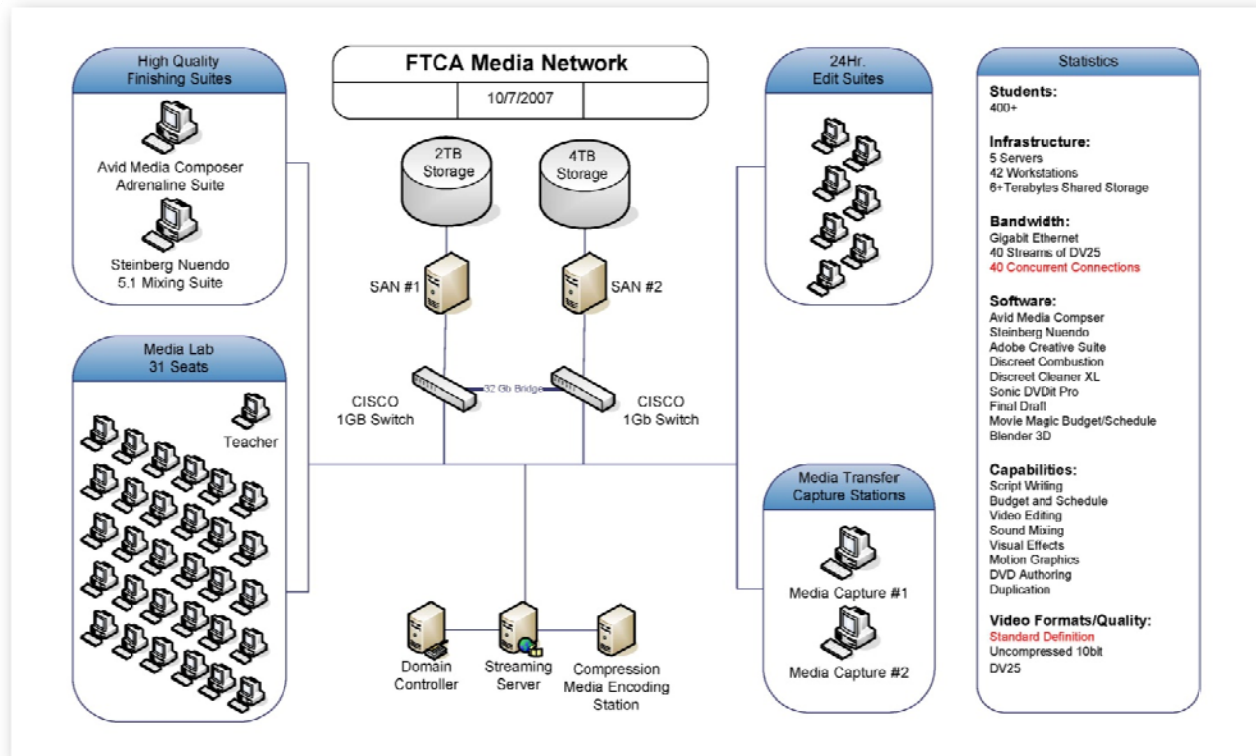 FTCA Media Network
10/7/2007
High Quality
Finishing Suites
Avid Media Composer
Adrenaline Suite
Steinberg Nuendo
5.1 Mixing Suite
Media Lab
31 Seats
Teacher
2TB
Storage
4TB
Storage
SAN #1
SAN #2
CISCO
1GB Switch
32 Gb Bridge
CISCO
1Gb Switch
Domain
Controller
Streaming
Server
Compression
Media Encoding
Station
24Hr.
Edit Suites
Media Transfer
Capture Stations
Media Capture #1
Media Capture #2
Statistics
Students:
400+
Infrastructure:
5 Servers
42 Workstations
6+Terabytes Shared Storage
Bandwidth:
Gigabit Ethernet
40 Streams of DV25
40 Concurrent Connections
Software:
Avid Media Compser
Steinberg Nuendo
Adobe Creative Suite
Discreet Combustion
Discreet Cleaner XL
Sonic DVDit Pro
Final Draft
Movie Magic Budget/Schedule
Blender 3D
Capabilities:
Script Writing
Budget and Schedule
Video Editing
Sound Mixing
Visual Effects
Motion Graphics
DVD Authoring
Duplication
Video Formats/Quality:
Standard Definition
Uncompressed 10bit
DV25